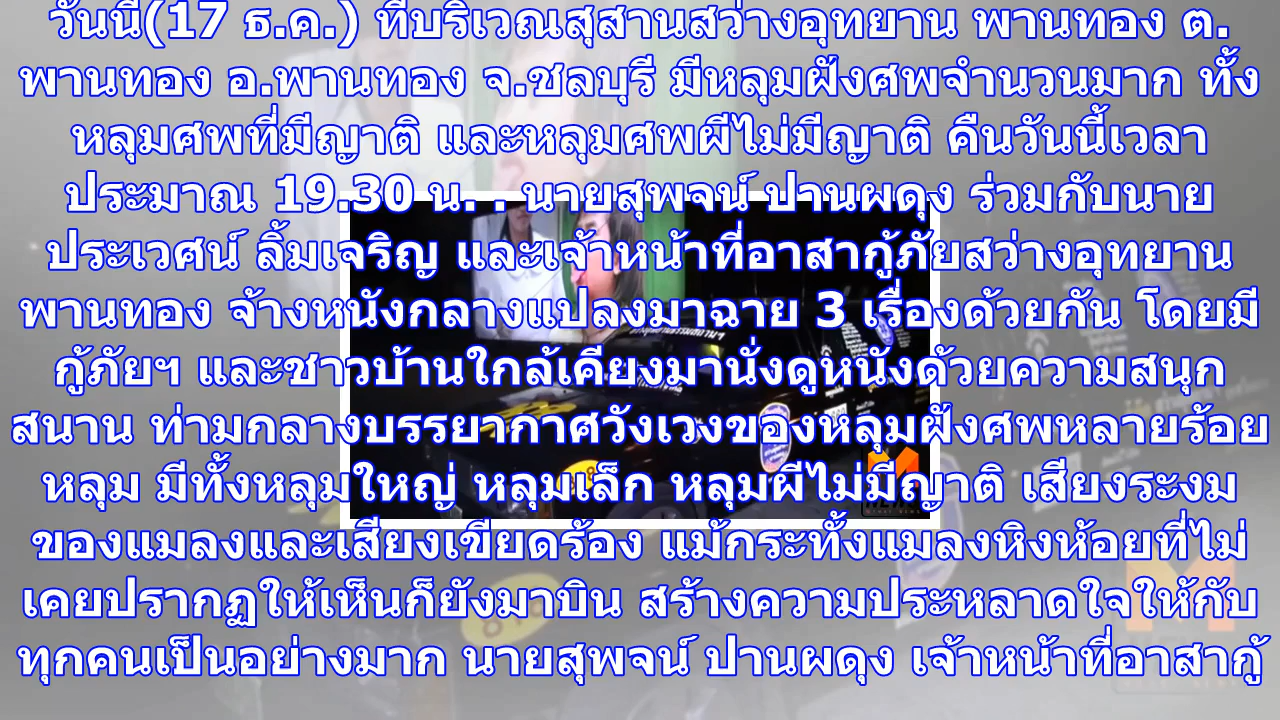 วันนี้(17 ธ.ค.) ที่บริเวณสุสานสว่างอุทยาน พานทอง ต.
พานทอง อ.พานทอง จ.ชลบุรี มีหลุมฝังศพจำนวนมาก ทั้ง
หลุมศพที่มีญาติ และหลุมศพผีไม่มีญาติ คืนวันนี้เวลา
ประมาณ 19.30 น. . นายสุพจน์ ปานผดุง ร่วมกับนาย
ประเวศน์ ลิ้มเจริญ และเจ้าหน้าที่อาสากู้ภัยสว่างอุทยาน
พานทอง จ้างหนังกลางแปลงมาฉาย 3 เรื่องด้วยกัน โดยมี
กู้ภัยฯ และชาวบ้านใกล้เคียงมานั่งดูหนังด้วยความสนุก
สนาน ท่ามกลางบรรยากาศวังเวงของหลุมฝังศพหลายร้อย
หลุม มีทั้งหลุมใหญ่ หลุมเล็ก หลุมผีไม่มีญาติ เสียงระงม
ของแมลงและเสียงเขียดร้อง แม้กระทั้งแมลงหิงห้อยที่ไม่
เคยปรากฏให้เห็นก็ยังมาบิน สร้างความประหลาดใจให้กับ
ทุกคนเป็นอย่างมาก นายสุพจน์ ปานผดุง เจ้าหน้าที่อาสากู้